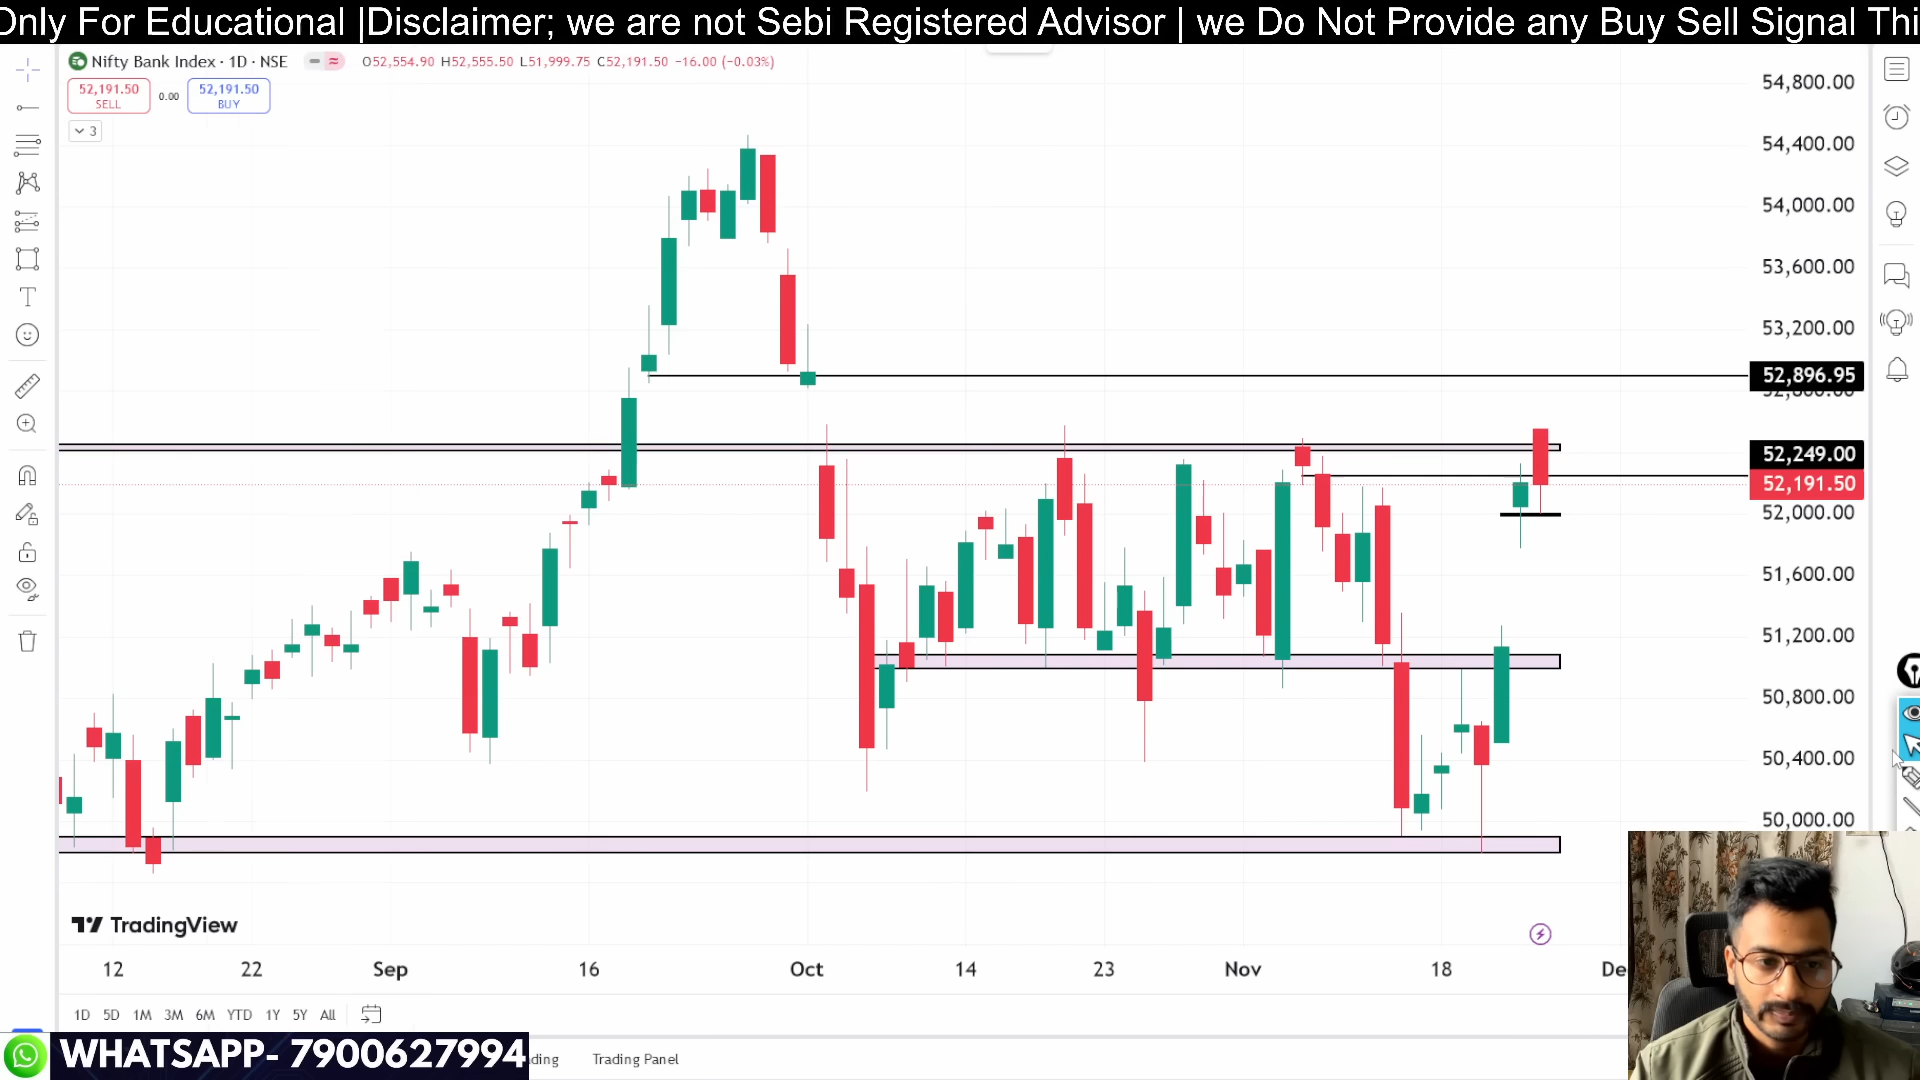 Only For Educational |Disclaimer; we are not Sebi Registered Advisor | we Do Not Provide any Buy Sell Signal Thi
Nifty Bank Index · 1D · NSE O52,554.90 H52,555.50 L51,999.75 C52,191.50 −16.00 (−0.03%)
52,191.50 SELL 0.00 52,191.50 BUY
3
54,800.00
54,400.00
54,000.00
53,600.00
53,200.00
52,896.95
52,800.00
52,249.00
52,191.50
52,000.00
51,600.00
51,200.00
50,800.00
50,400.00
50,000.00
TradingView
12 22 Sep 16 Oct 14 23 Nov 18 De
1D 5D 1M 3M 6M YTD 1Y 5Y All
WHATSAPP- 7900627994 ding Trading Panel